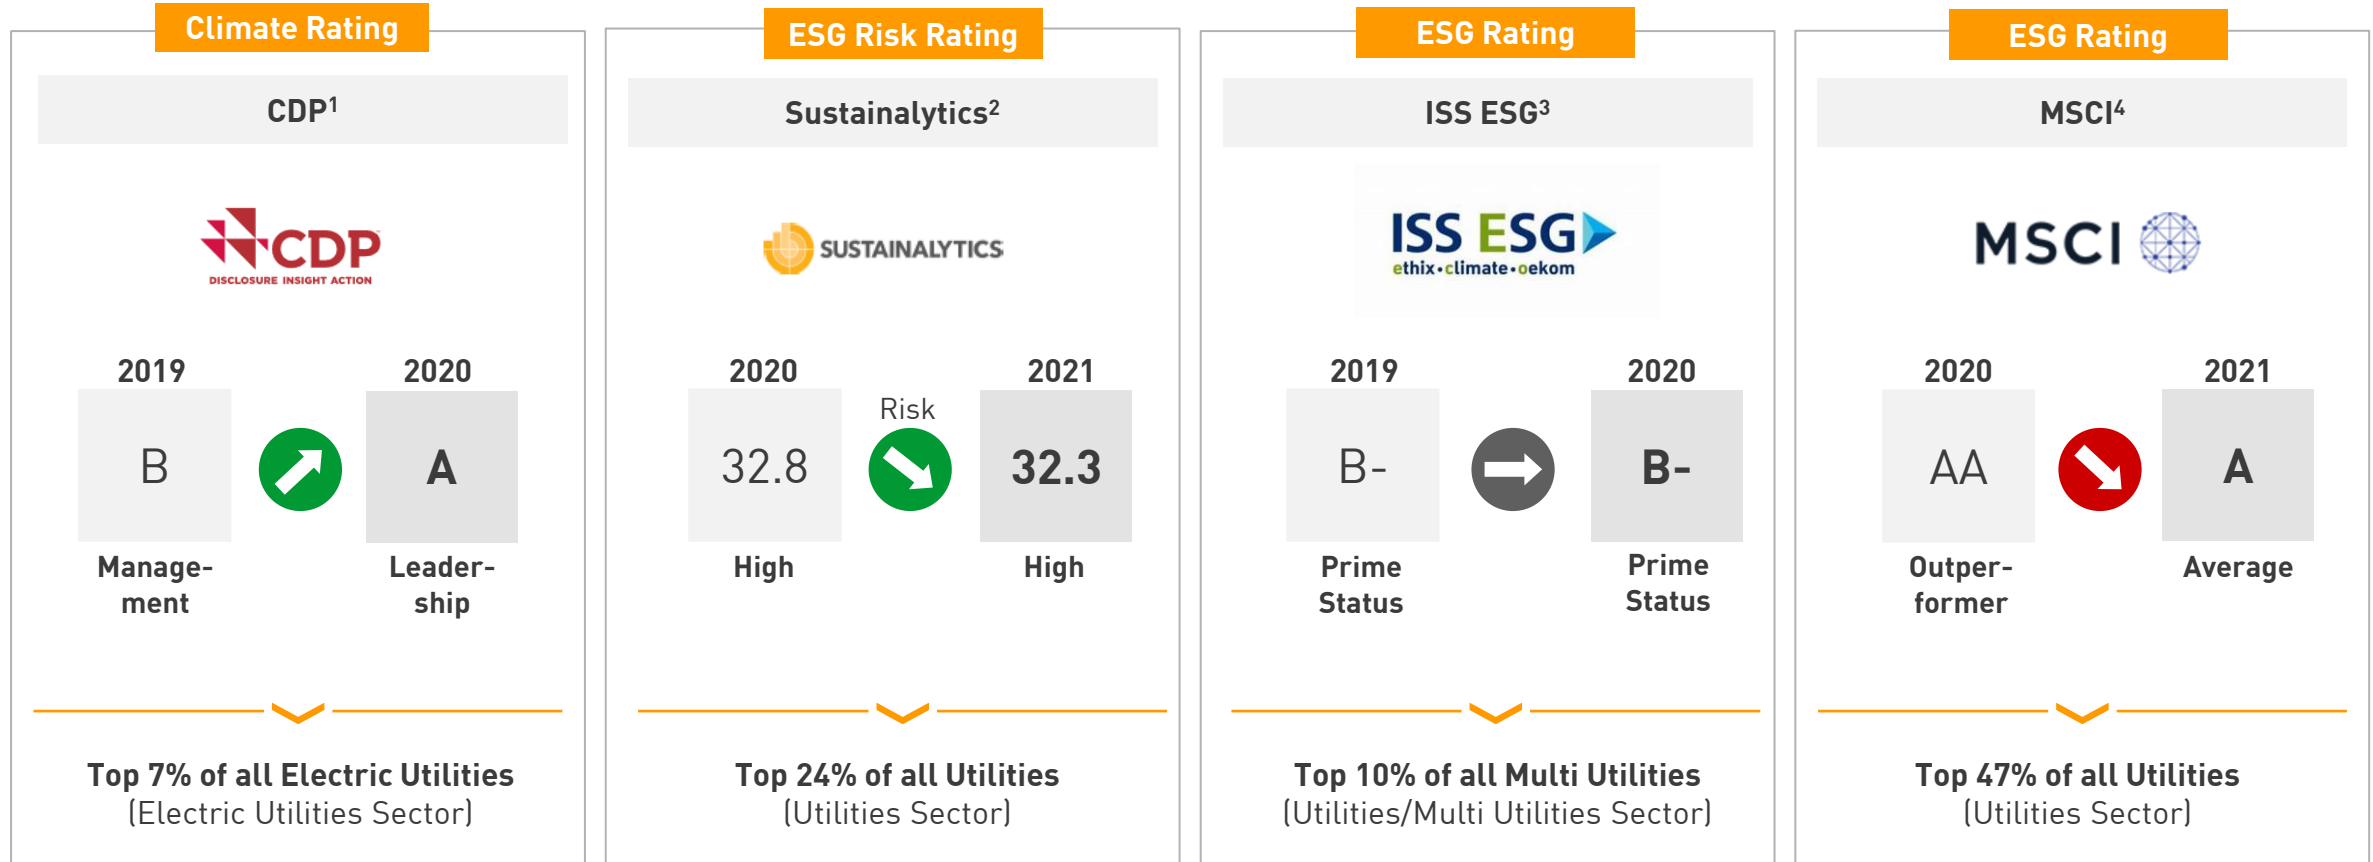 Climate Rating
CDP¹
CDP
DISCLOSURE INSIGHT ACTION
2019
2020
B
A
Manage-
ment
Leader-
ship
Top 7% of all Electric Utilities
(Electric Utilities Sector)
ESG Risk Rating
Sustainalytics²
SUSTAINALYTICS
2020
2021
Risk
32.8
32.3
High
High
Top 24% of all Utilities
(Utilities Sector)
ESG Rating
ISS ESG³
ISS ESG
ethix•climate•oekom
2019
2020
B-
B-
Prime
Status
Prime
Status
Top 10% of all Multi Utilities
(Utilities/Multi Utilities Sector)
ESG Rating
MSCI⁴
MSCI
2020
2021
AA
A
Outper-
former
Average
Top 47% of all Utilities
(Utilities Sector)